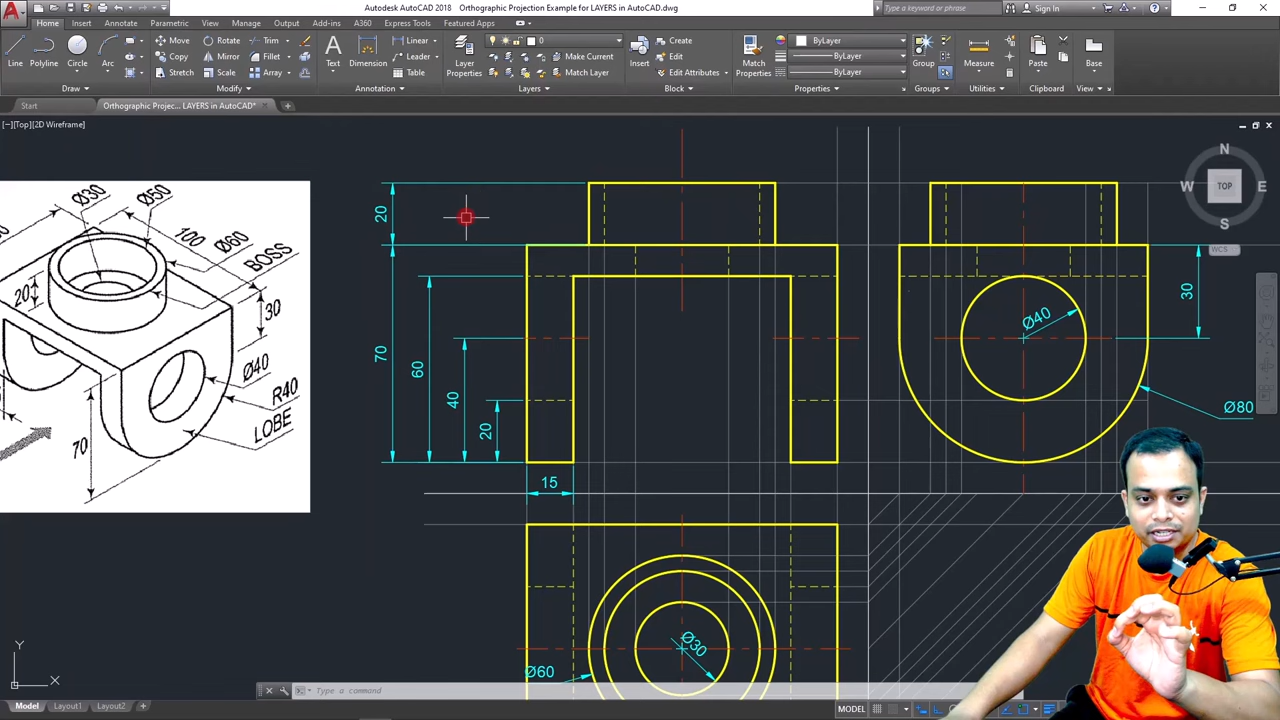 Autodesk AutoCAD 2018 Orthographic Projection Example for LAYERS in AutoCAD.dwg
Type a keyword or phrase
Sign In
Home Insert Annotate Parametric View Manage Output Add-ins A360 Express Tools Featured Apps
Line Polyline Circle Arc
Move Rotate Trim
Copy Mirror Fillet
Stretch Scale Array
Text Dimension
Linear
Leader
Table
Layer Properties
0
Make Current
Match Layer
Insert
Create
Edit
Edit Attributes
Match Properties
ByLayer
ByLayer
ByLayer
Group
Measure
Paste
Base
Draw Modify Annotation Layers Block Properties Groups Utilities Clipboard View
Start
Orthographic Projec... LAYERS in AutoCAD*
[−][Top][2D Wireframe]
N
W TOP E
S
WCS
Ø30
Ø50
100
Ø60
BOSS
20
30
Ø40
R40
LOBE
70
20
70
60
40
20
15
Ø40
30
Ø80
Ø30
Ø60
Y
X
Type a command
Model Layout1 Layout2
MODEL